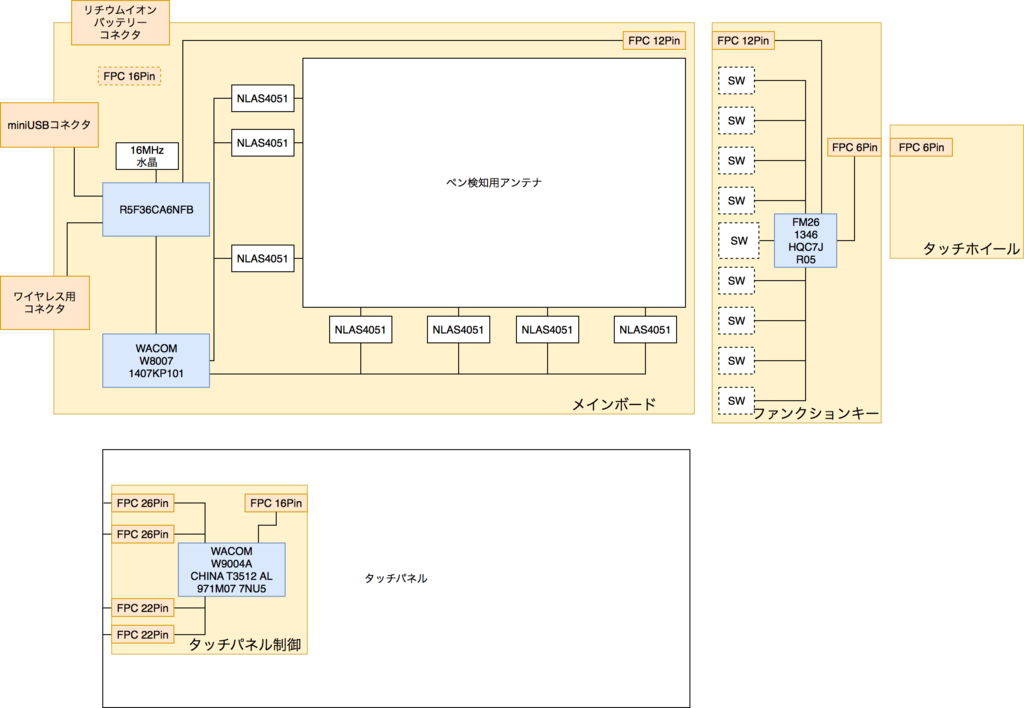 リチウムイオン
バッテリー
コネクタ
FPC 12Pin
FPC 16Pin
NLAS4051
miniUSBコネクタ
NLAS4051
16MHz
水晶
ペン検知用アンテナ
R5F36CA6NFB
NLAS4051
ワイヤレス用
コネクタ
NLAS4051
NLAS4051
NLAS4051
NLAS4051
WACOM
W8007
1407KP101
メインボード
FPC 12Pin
SW
SW
FPC 6Pin
SW
SW
FM26
1346
HQC7J
R05
SW
SW
SW
SW
SW
ファンクションキー
FPC 6Pin
タッチホイール
FPC 26Pin
FPC 16Pin
FPC 26Pin
WACOM
W9004A
CHINA T3512 AL
971M07 7NU5
FPC 22Pin
FPC 22Pin
タッチパネル制御
タッチパネル